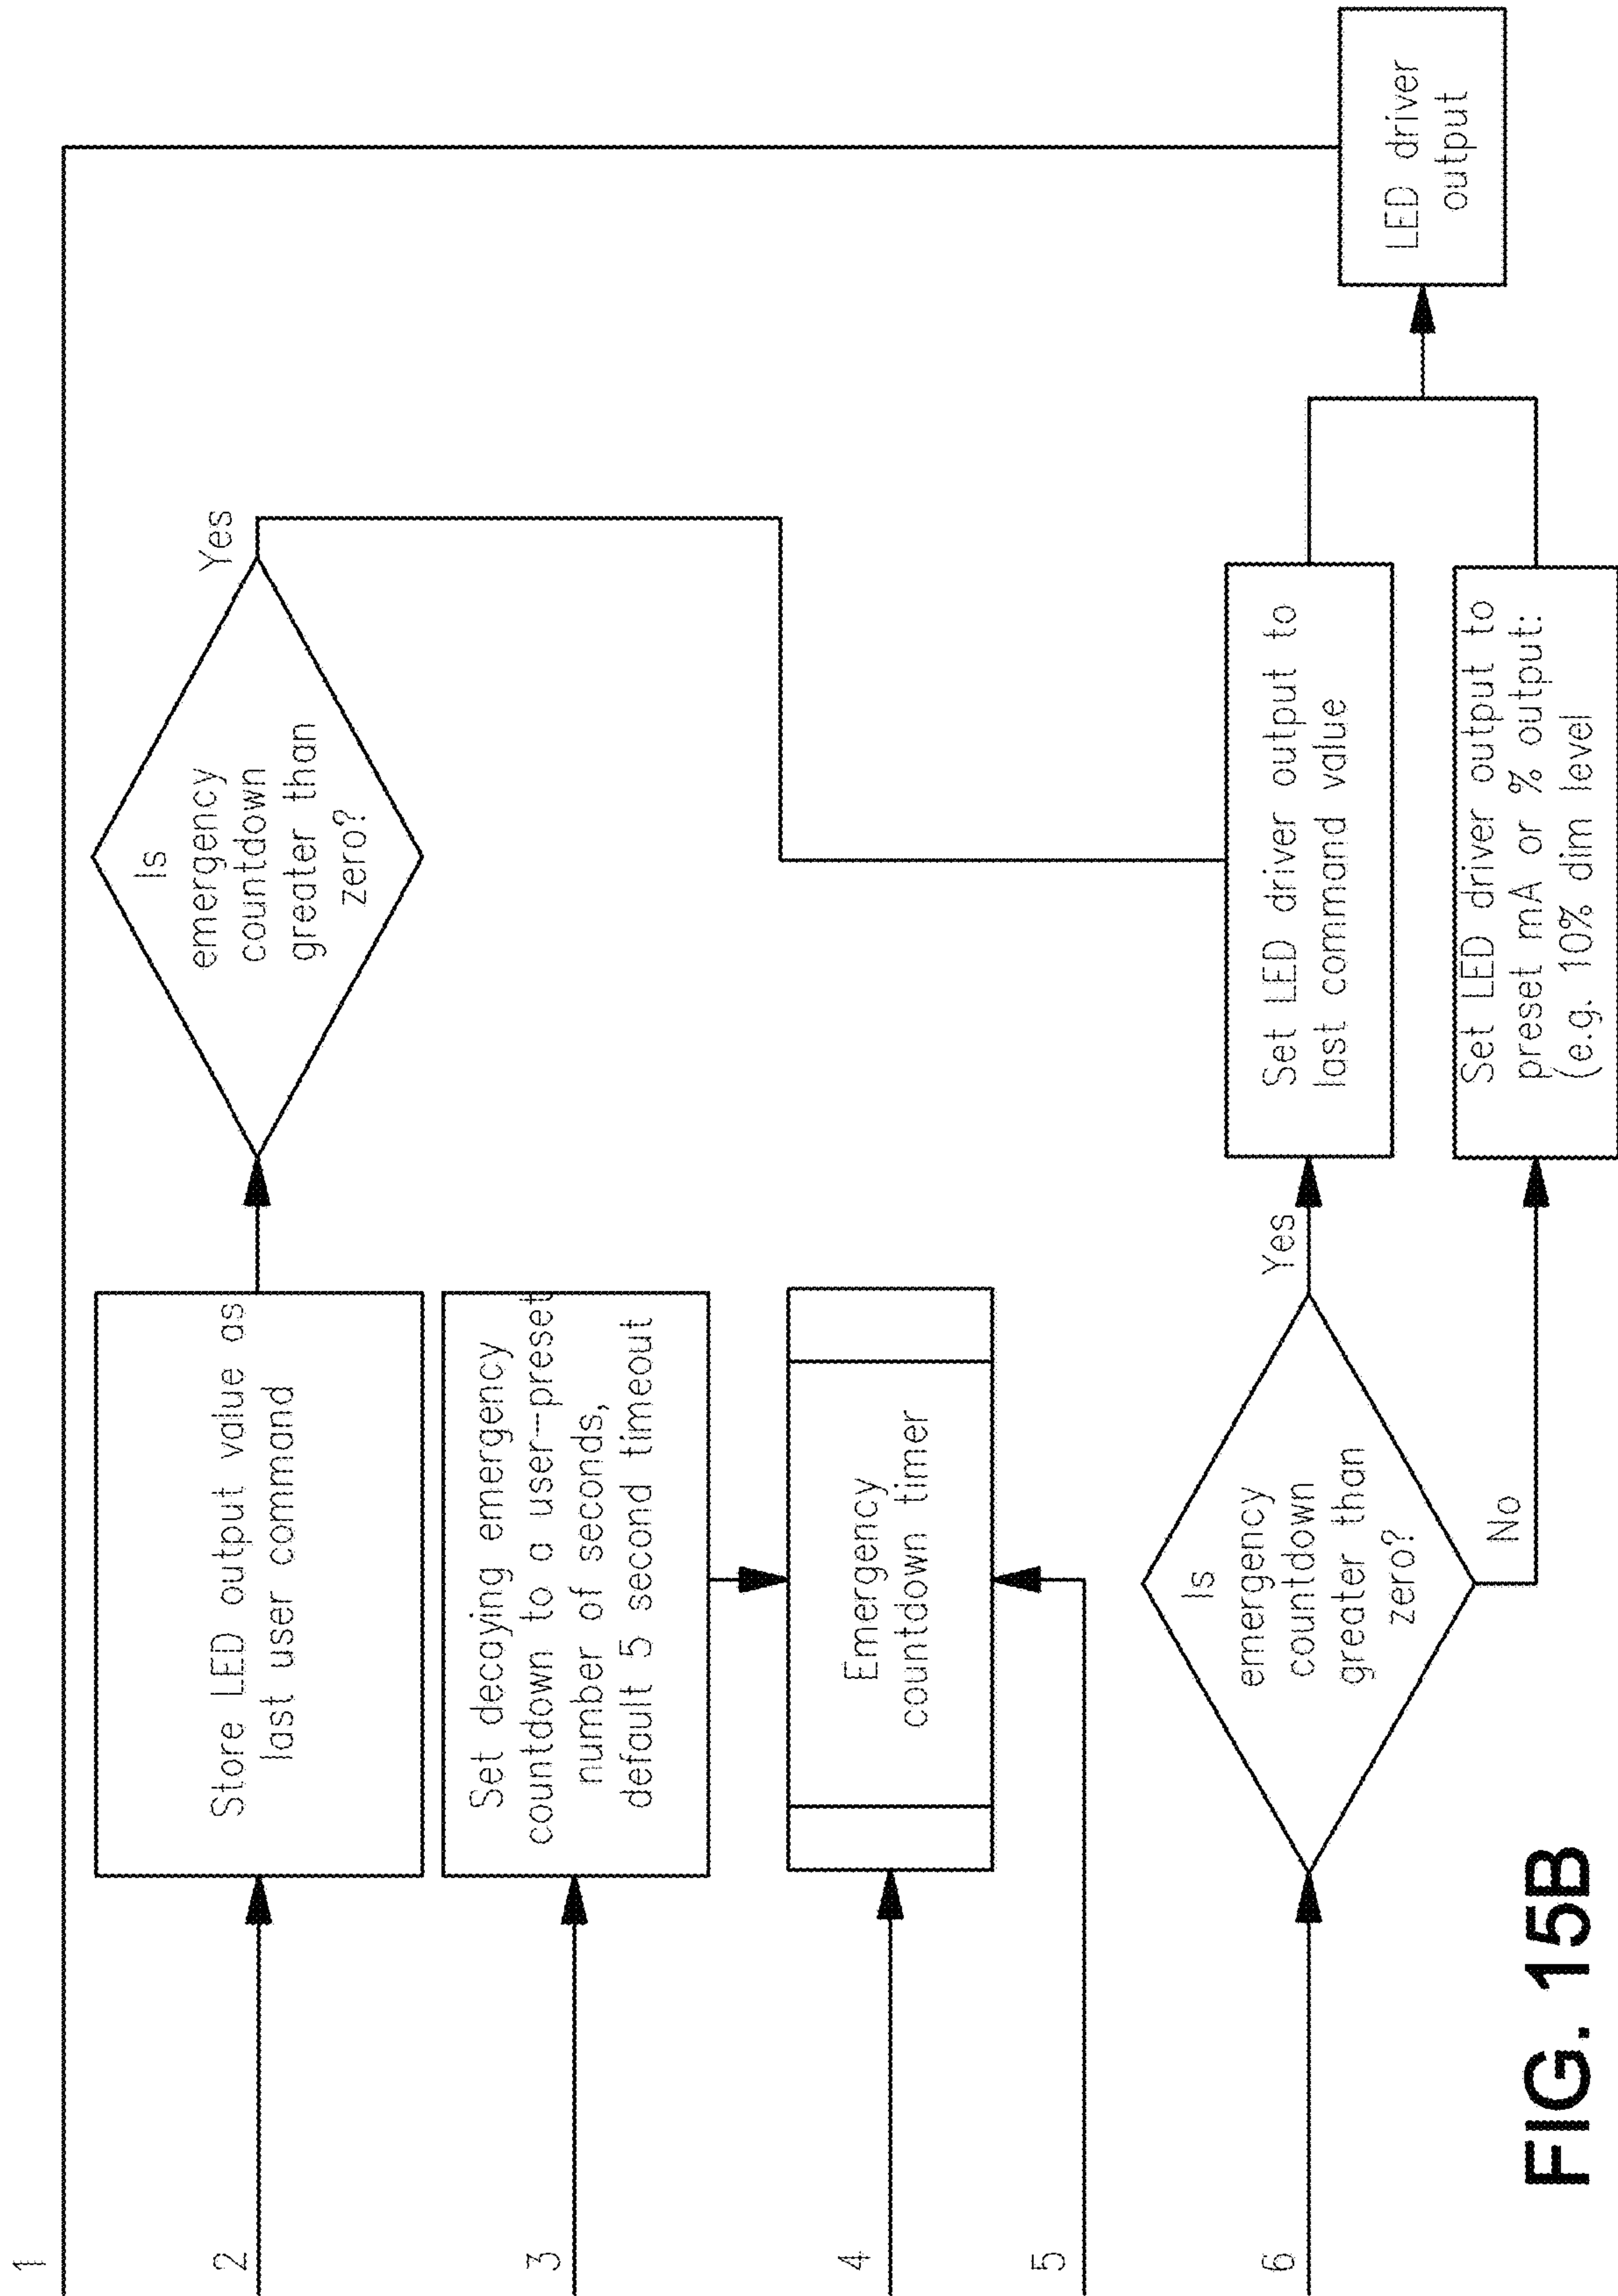 1
2
Store LED output value as
last user command
Is
emergency
countdown
greater than
zero?
Yes
3
Set decaying emergency
countdown to a user-preset
number of seconds,
default 5 second timeout
4
Emergency
countdown timer
5
6
Is
emergency
countdown
greater than
zero?
Yes
No
Set LED driver output to
last command value
Set LED driver output to
preset mA or % output:
(e.g. 10% dim level
LED driver
output
FIG. 15B